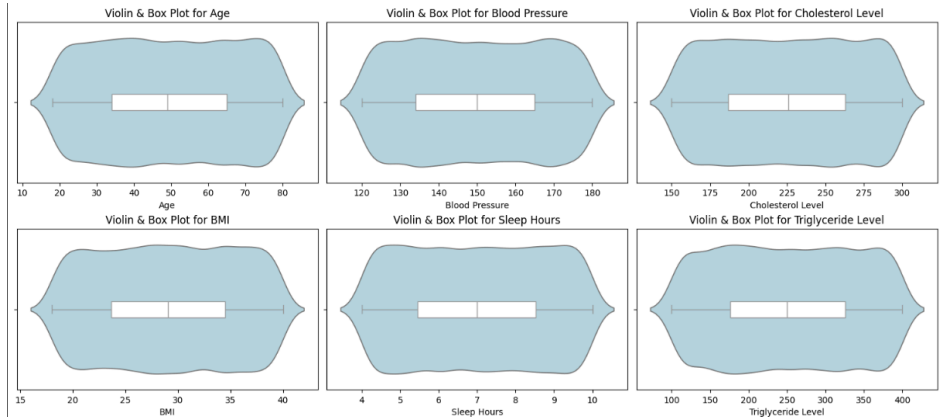 Violin & Box Plot for Age
10 20 30 40 50 60 70 80
Age
Violin & Box Plot for Blood Pressure
120 130 140 150 160 170 180
Blood Pressure
Violin & Box Plot for Cholesterol Level
150 175 200 225 250 275 300
Cholesterol Level
Violin & Box Plot for BMI
15 20 25 30 35 40
BMI
Violin & Box Plot for Sleep Hours
4 5 6 7 8 9 10
Sleep Hours
Violin & Box Plot for Triglyceride Level
100 150 200 250 300 350 400
Triglyceride Level